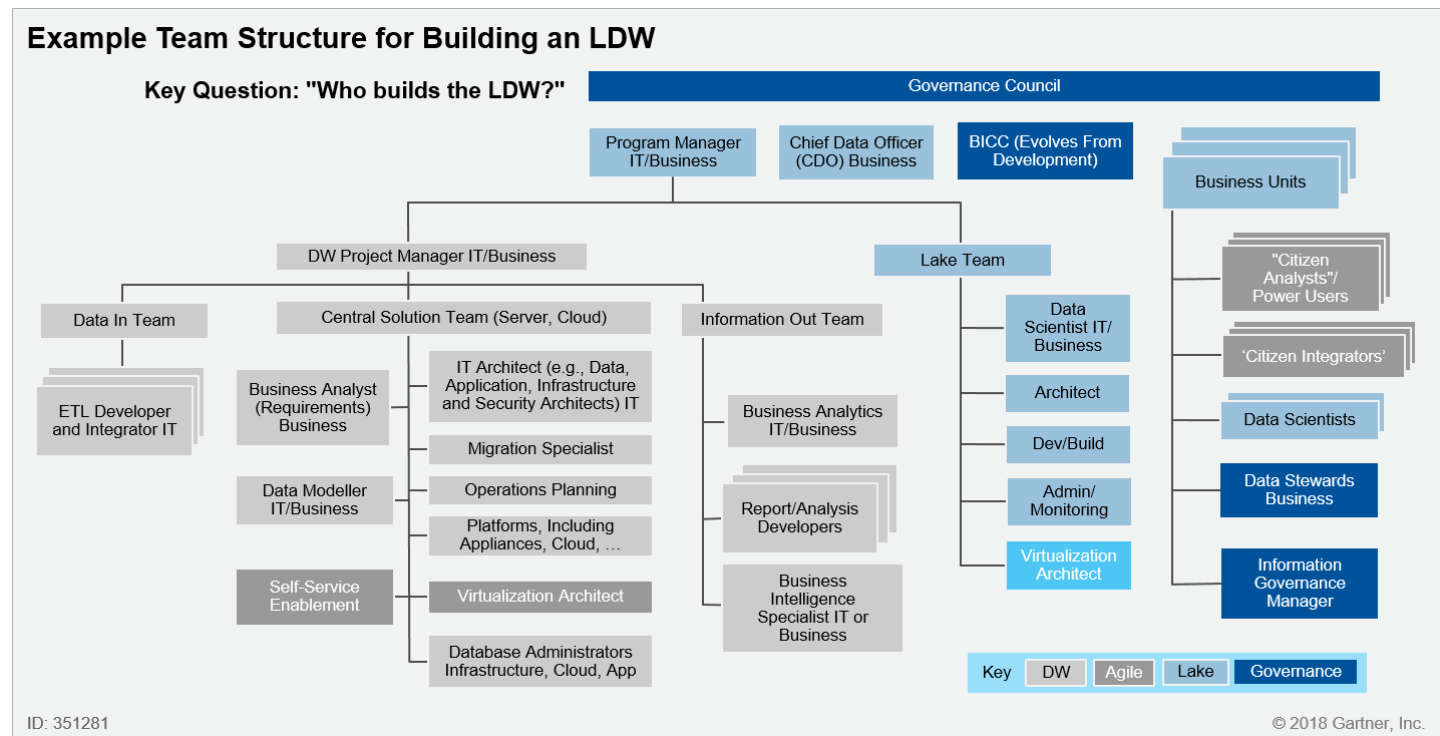 Example Team Structure for Building an LDW
Key Question: "Who builds the LDW?"
Governance Council
Program Manager
IT/Business
Chief Data Officer
(CDO) Business
BICC (Evolves From
Development)
Business Units
DW Project Manager IT/Business
Lake Team
Data In Team
Central Solution Team (Server, Cloud)
Information Out Team
ETL Developer
and Integrator IT
Business Analyst
(Requirements)
Business
Data Modeller
IT/Business
Self-Service
Enablement
IT Architect (e.g., Data,
Application, Infrastructure
and Security Architects) IT
Migration Specialist
Operations Planning
Platforms, Including
Appliances, Cloud, …
Virtualization Architect
Database Administrators
Infrastructure, Cloud, App
Business Analytics
IT/Business
Report/Analysis
Developers
Business
Intelligence
Specialist IT or
Business
Data
Scientist IT/
Business
Architect
Dev/Build
Admin/
Monitoring
Virtualization
Architect
"Citizen
Analysts"/
Power Users
‘Citizen Integrators’
Data Scientists
Data Stewards
Business
Information
Governance
Manager
Key
DW
Agile
Lake
Governance
ID: 351281
© 2018 Gartner, Inc.